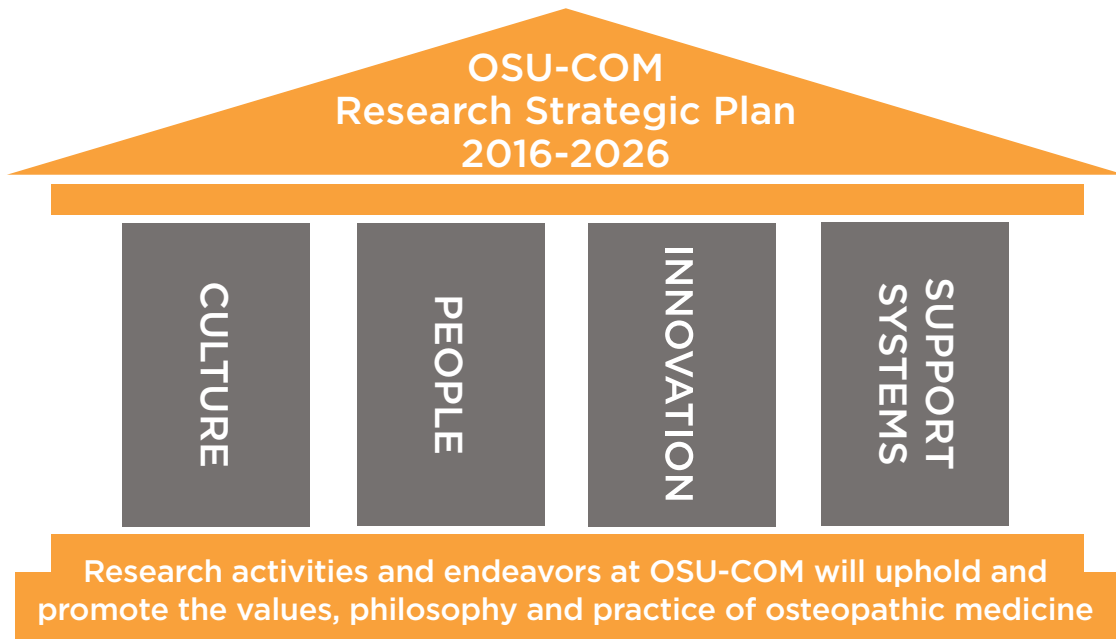 OSU-COM
Research Strategic Plan
2016-2026
CULTURE
PEOPLE
INNOVATION
SUPPORT
SYSTEMS
Research activities and endeavors at OSU-COM will uphold and
promote the values, philosophy and practice of osteopathic medicine